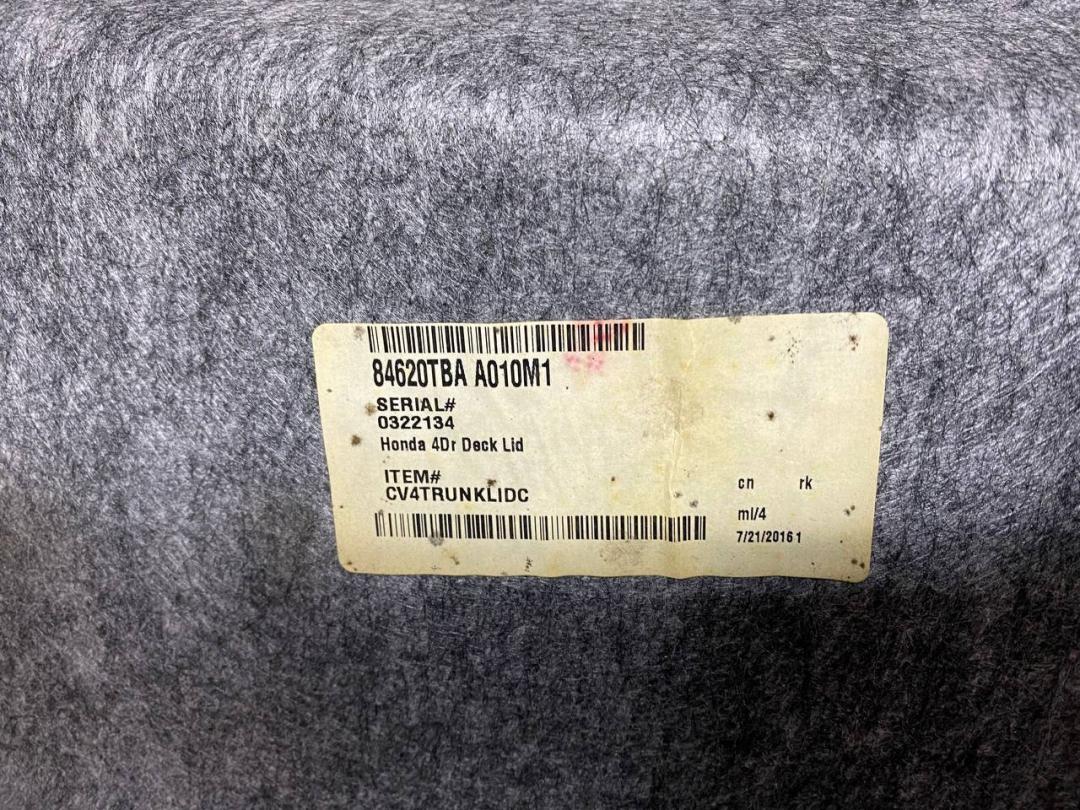 84620TBA A010M1
SERIAL#
0322134
Honda 4Dr Deck Lid
ITEM#
CV4TRUNKLIDC
cn rk
ml/4
7/21/2016 1